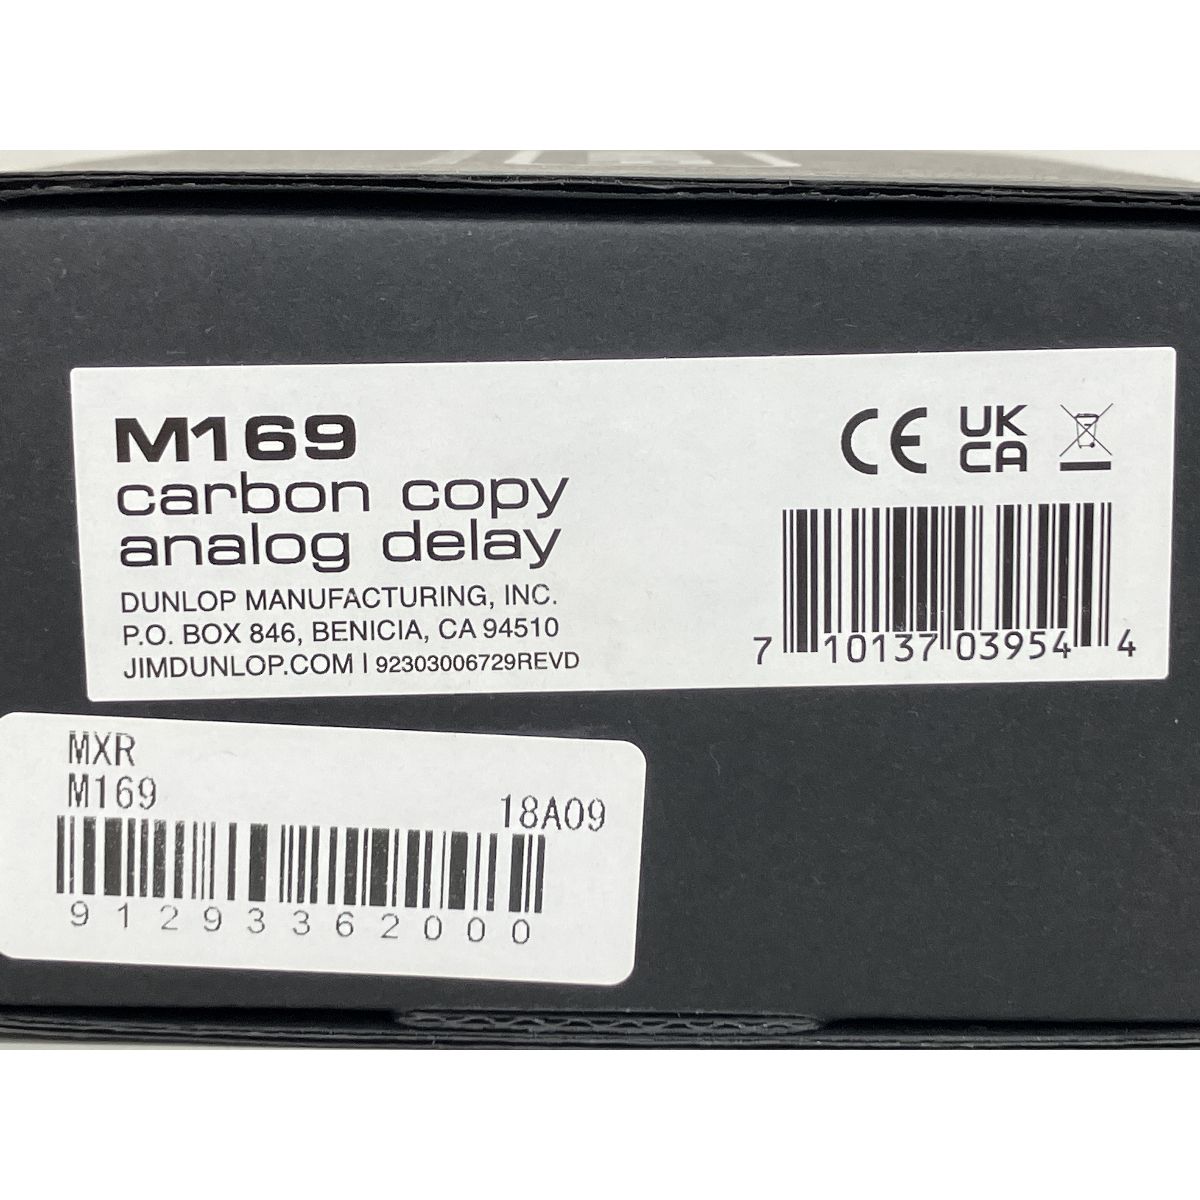 M169
carbon copy
analog delay
DUNLOP MANUFACTURING, INC.
P.O. BOX 846, BENICIA, CA 94510
JIMDUNLOP.COM | 92303006729REVD
CE
UK
CA
7 10137 03954 4
MXR
M169
18A09
91293362000